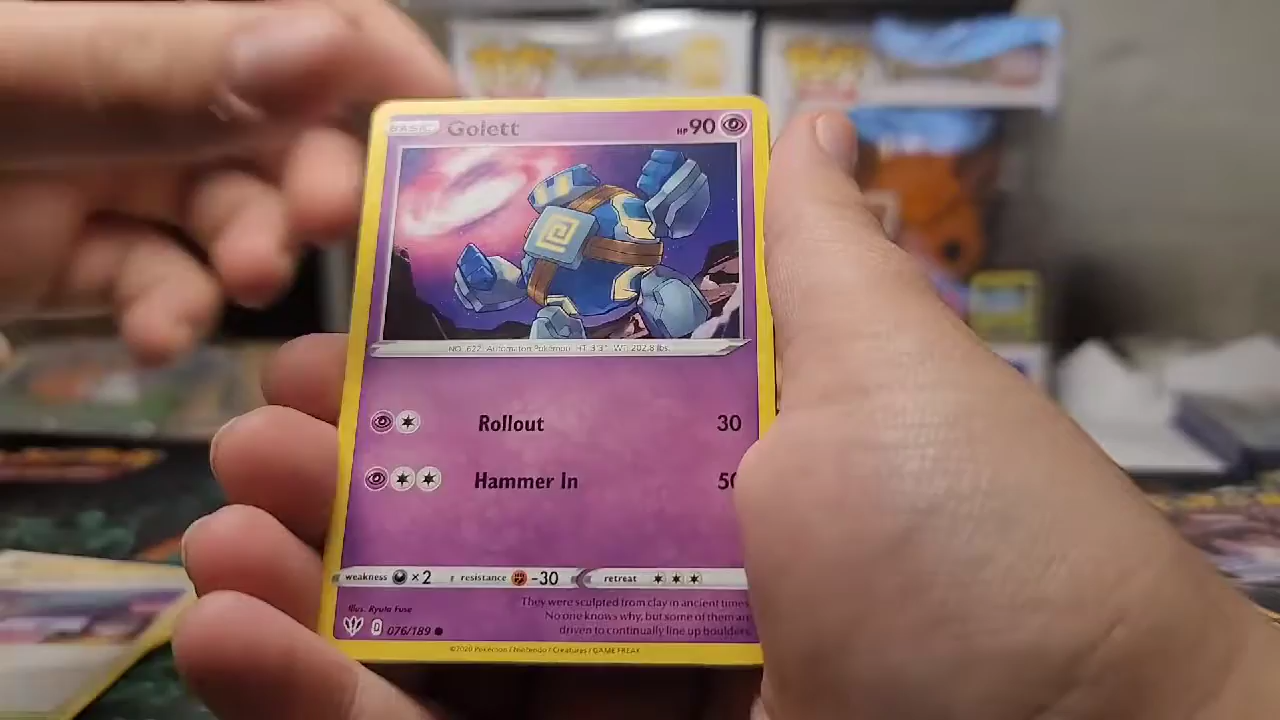 BASIC Golett HP 90
NO. 622 Automaton Pokémon HT: 3'3" WT: 202.8 lbs.
Rollout 30
Hammer In 50
weakness ×2 resistance -30 retreat
Illus. Ryuta Fuse
They were sculpted from clay in ancient times.
No one knows why, but some of them are
driven to continually line up boulders.
D 076/189
©2020 Pokémon / Nintendo / Creatures / GAME FREAK